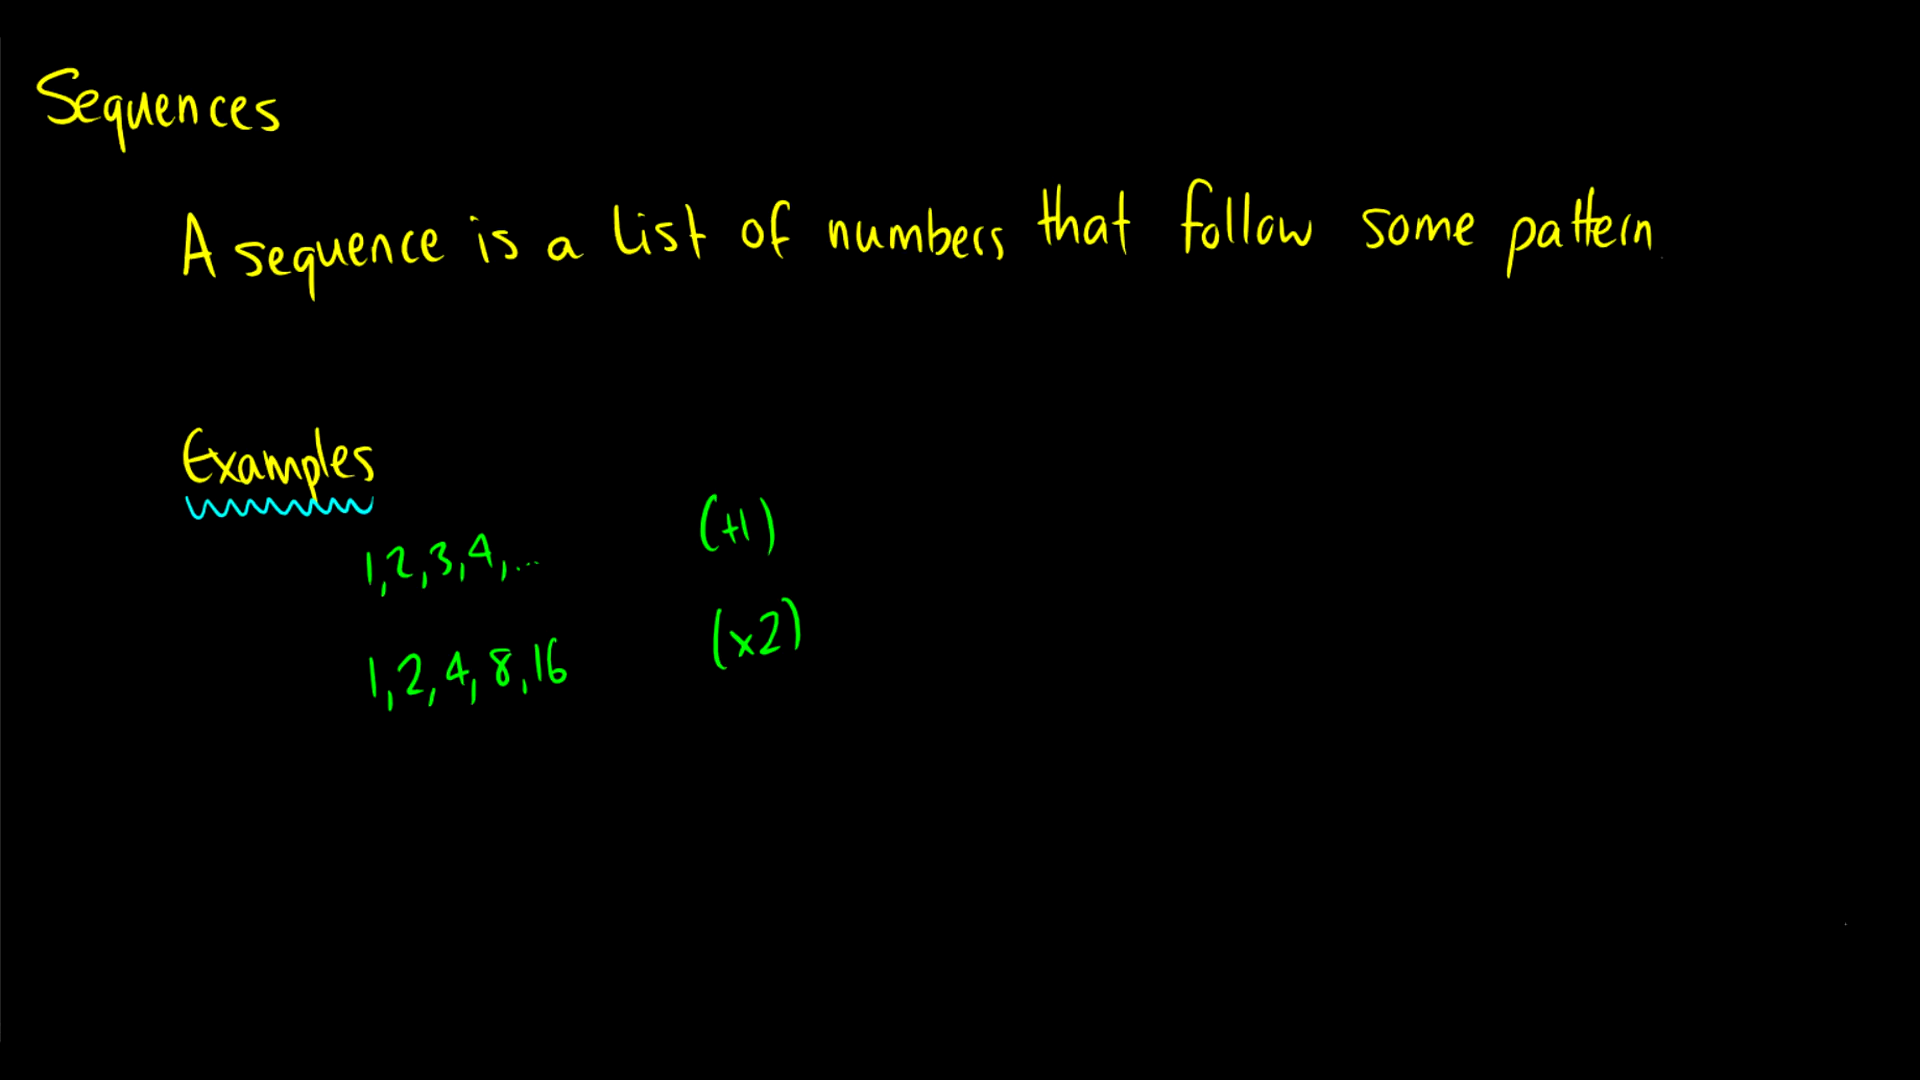 Sequences
A sequence is a list of numbers that follow some pattern
Examples
1,2,3,4,... (+1)
1,2,4,8,16 (x2)